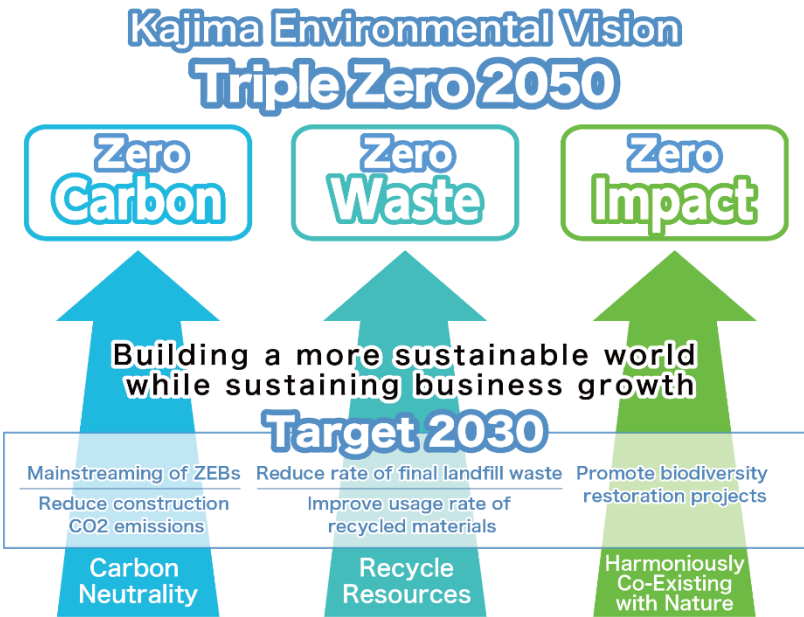 Kajima Environmental Vision
Triple Zero 2050
Zero
Carbon
Zero
Waste
Zero
Impact
Building a more sustainable world
while sustaining business growth
Target 2030
Mainstreaming of ZEBs
Reduce construction
CO2 emissions
Reduce rate of final landfill waste
Improve usage rate of
recycled materials
Promote biodiversity
restoration projects
Carbon
Neutrality
Recycle
Resources
Harmoniously
Co-Existing
with Nature